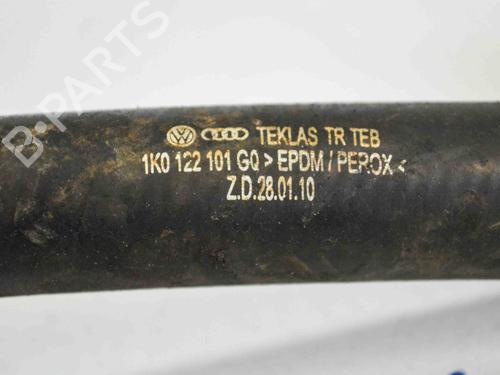 TEKLAS TR TEB
1K0 122 101 GQ > EPDM / PEROX <
Z.D.28.01.10
B-PARTS